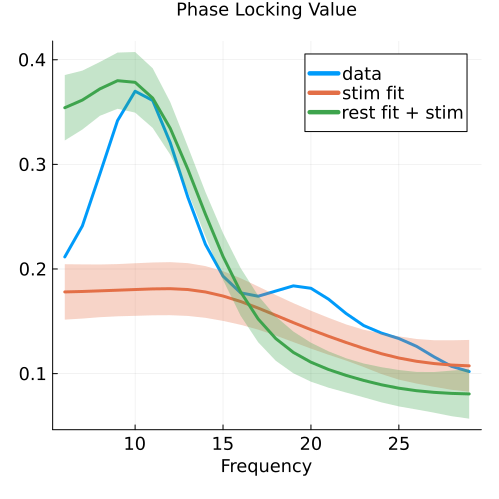 Phase Locking Value
0.4
0.3
0.2
0.1
data
stim fit
rest fit + stim
10
15
20
25
Frequency